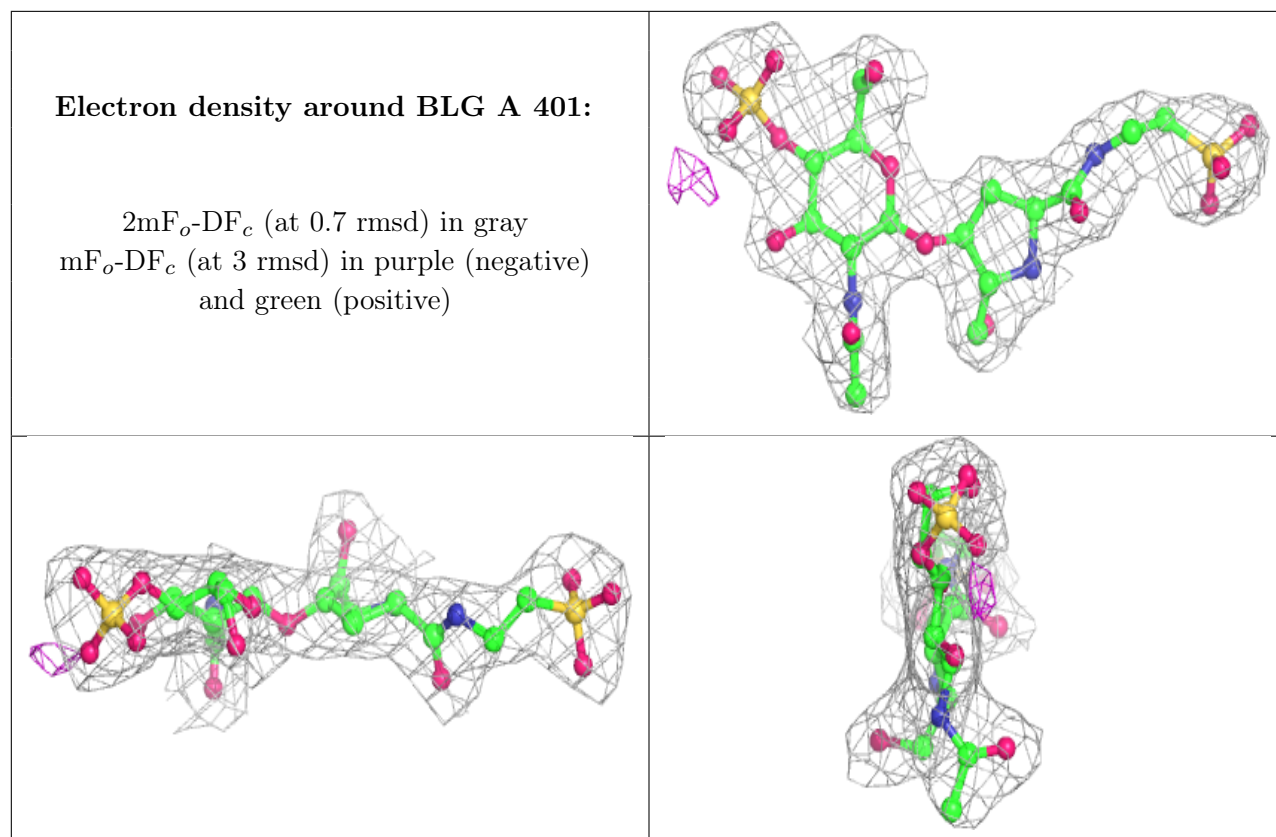 Electron density around BLG A 401:
2mFo-DFc (at 0.7 rmsd) in gray
mFo-DFc (at 3 rmsd) in purple (negative)
and green (positive)